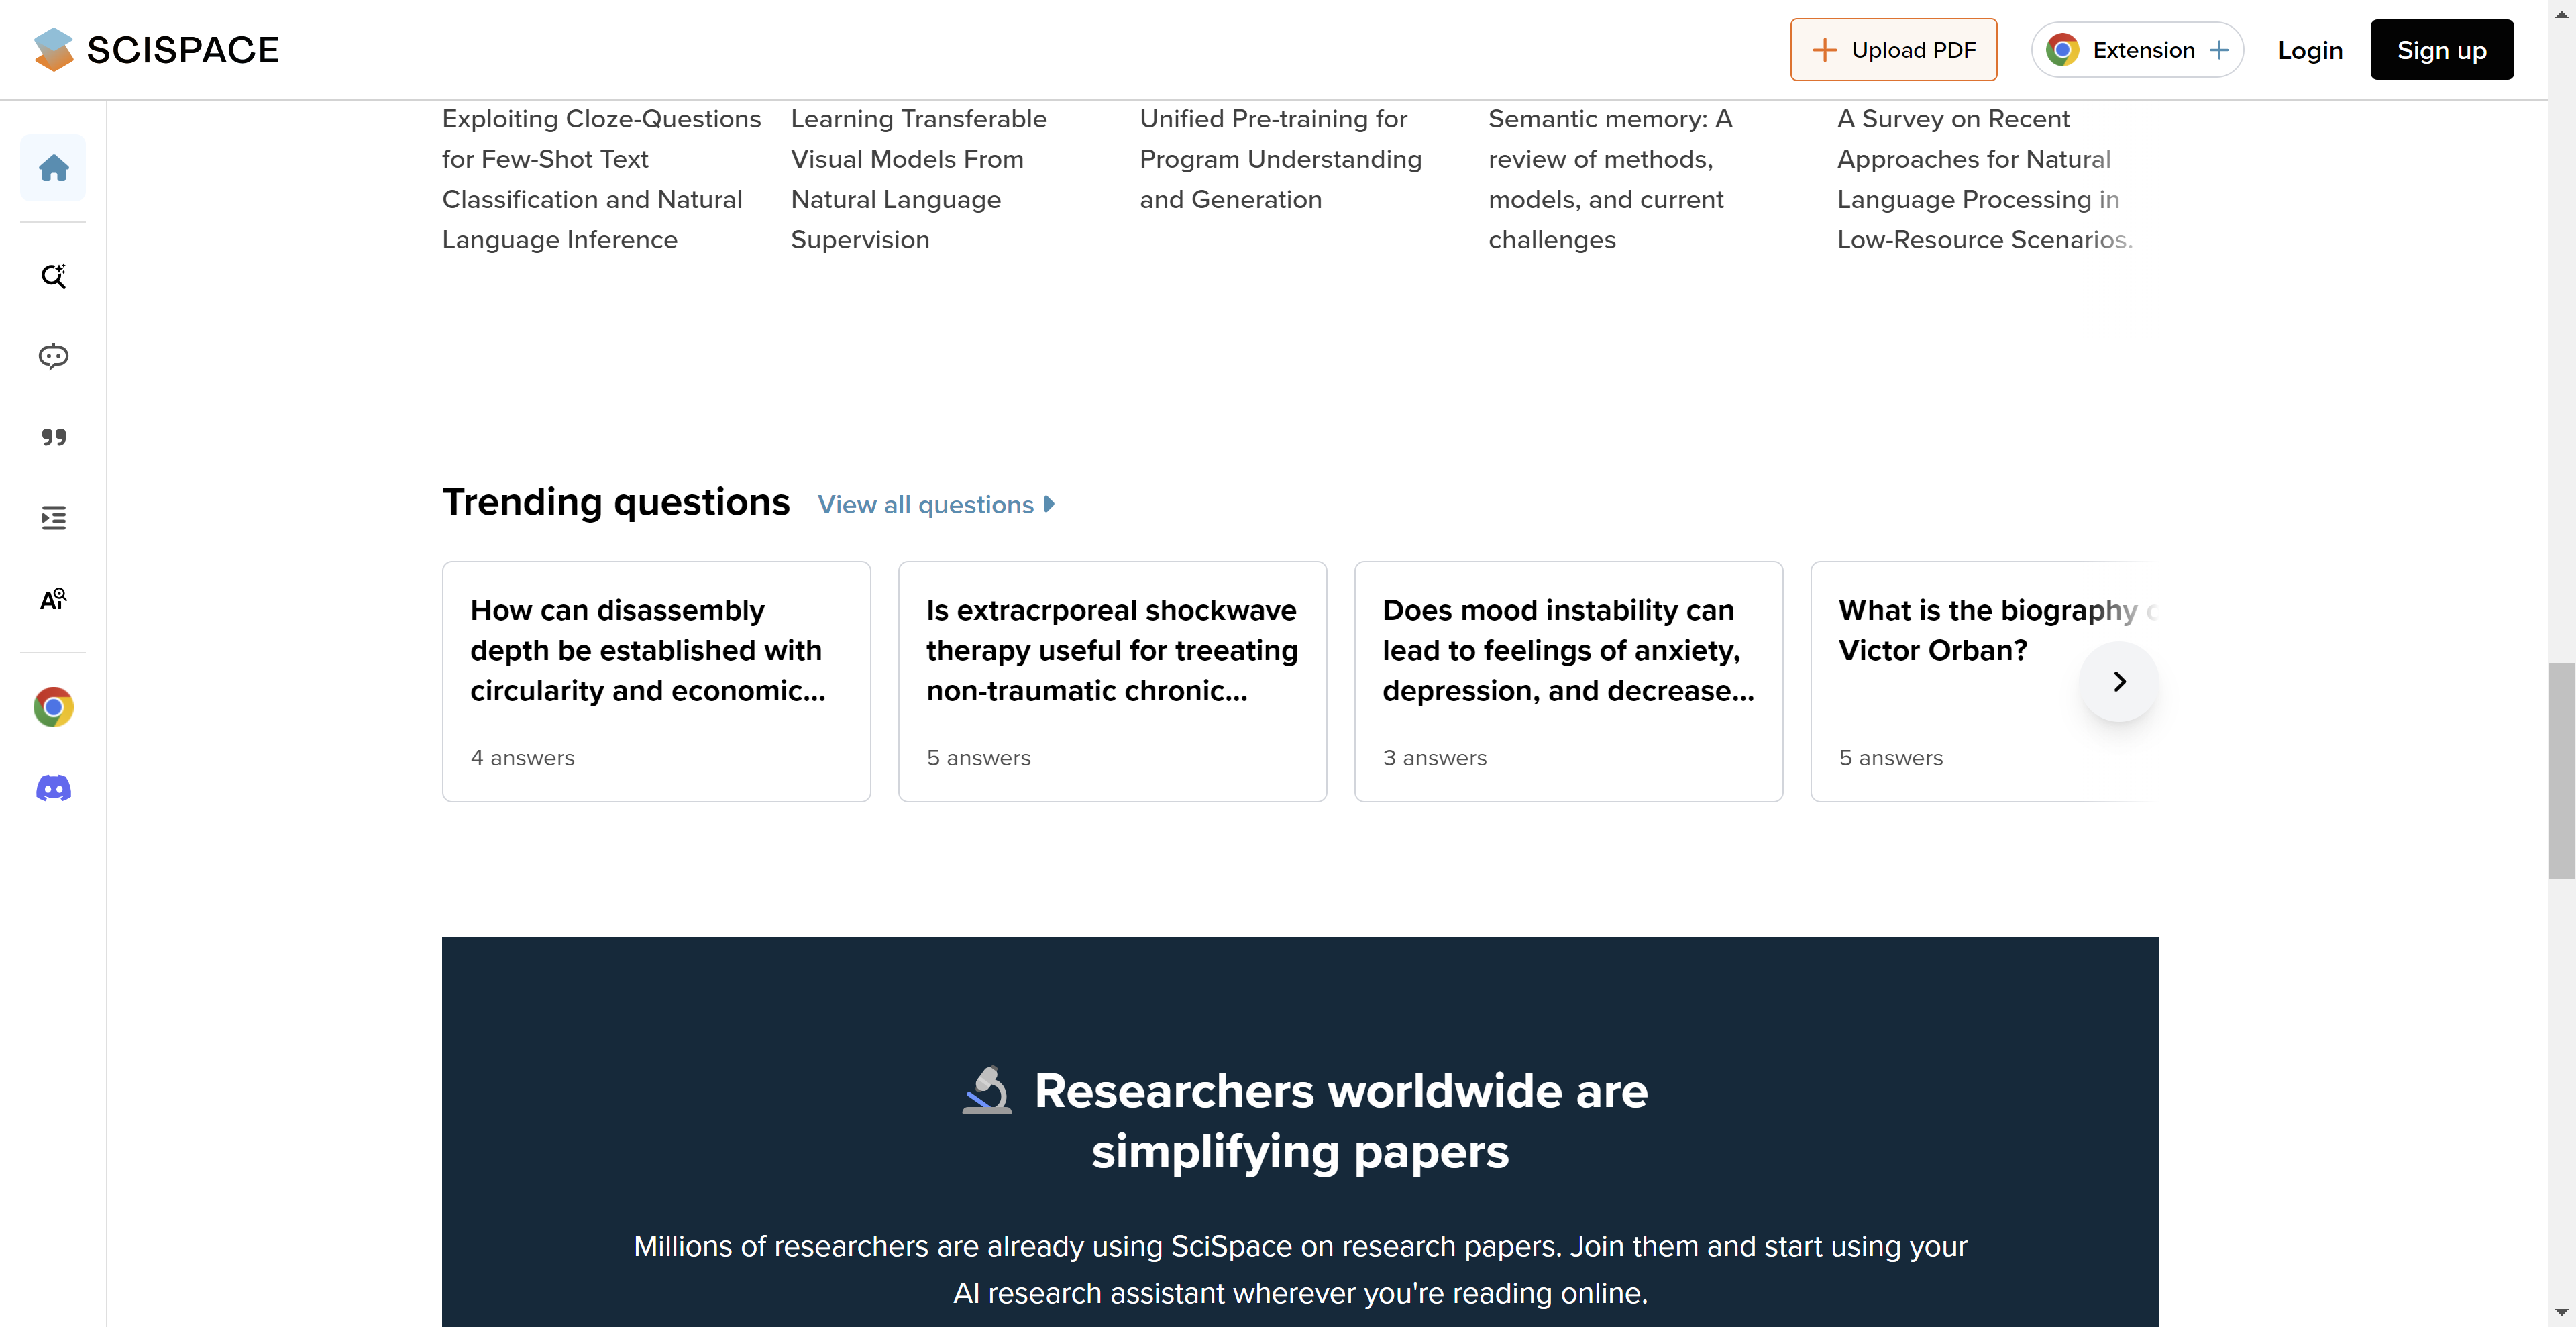 SCISPACE
Upload PDF
Extension
Login
Sign up
Exploiting Cloze-Questions
for Few-Shot Text
Classification and Natural
Language Inference
Learning Transferable
Visual Models From
Natural Language
Supervision
Unified Pre-training for
Program Understanding
and Generation
Semantic memory: A
review of methods,
models, and current
challenges
A Survey on Recent
Approaches for Natural
Language Processing in
Low-Resource Scenarios.
Trending questions
View all questions
How can disassembly
depth be established with
circularity and economic...
4 answers
Is extracrporeal shockwave
therapy useful for treeating
non-traumatic chronic...
5 answers
Does mood instability can
lead to feelings of anxiety,
depression, and decrease...
3 answers
What is the biography
Victor Orban?
5 answers
Ai
Researchers worldwide are
simplifying papers
Millions of researchers are already using SciSpace on research papers. Join them and start using your
AI research assistant wherever you're reading online.